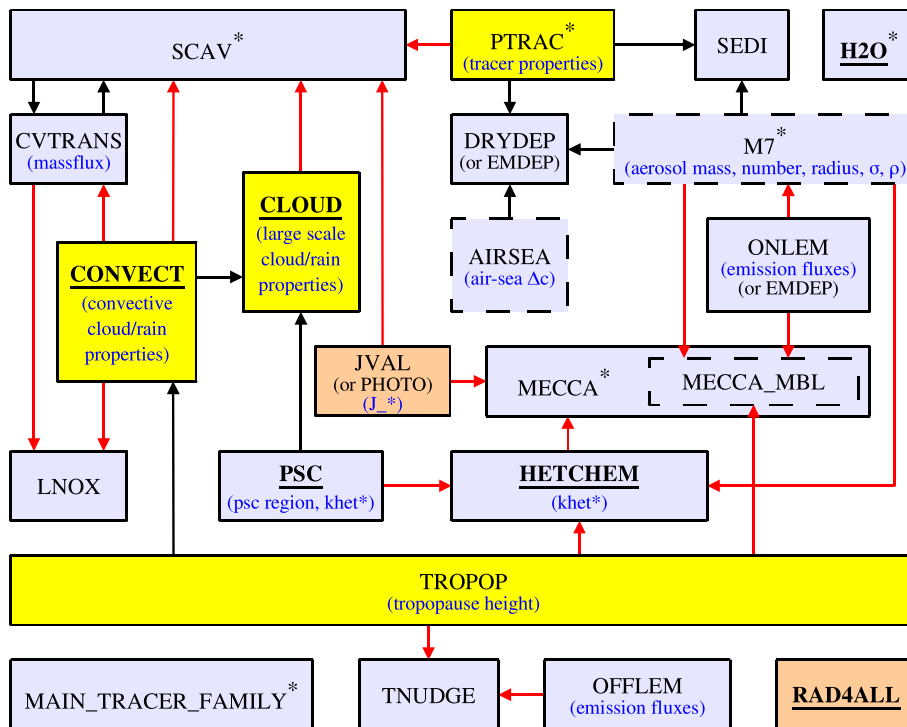 SCAV*
PTRAC*
(tracer properties)
SEDI
H2O*
CVTRANS
(massflux)
DRYDEP
(or EMDEP)
M7*
(aerosol mass, number, radius, σ, ρ)
CLOUD
(large scale
cloud/rain
properties)
AIRSEA
(air-sea Δc)
ONLEM
(emission fluxes)
(or EMDEP)
CONVECT
(convective
cloud/rain
properties)
JVAL
(or PHOTO)
(J_*)
MECCA*
MECCA_MBL
LNOX
PSC
(psc region, khet*)
HETCHEM
(khet*)
TROPOP
(tropopause height)
MAIN_TRACER_FAMILY*
TNUDGE
OFFLEM
(emission fluxes)
RAD4ALL